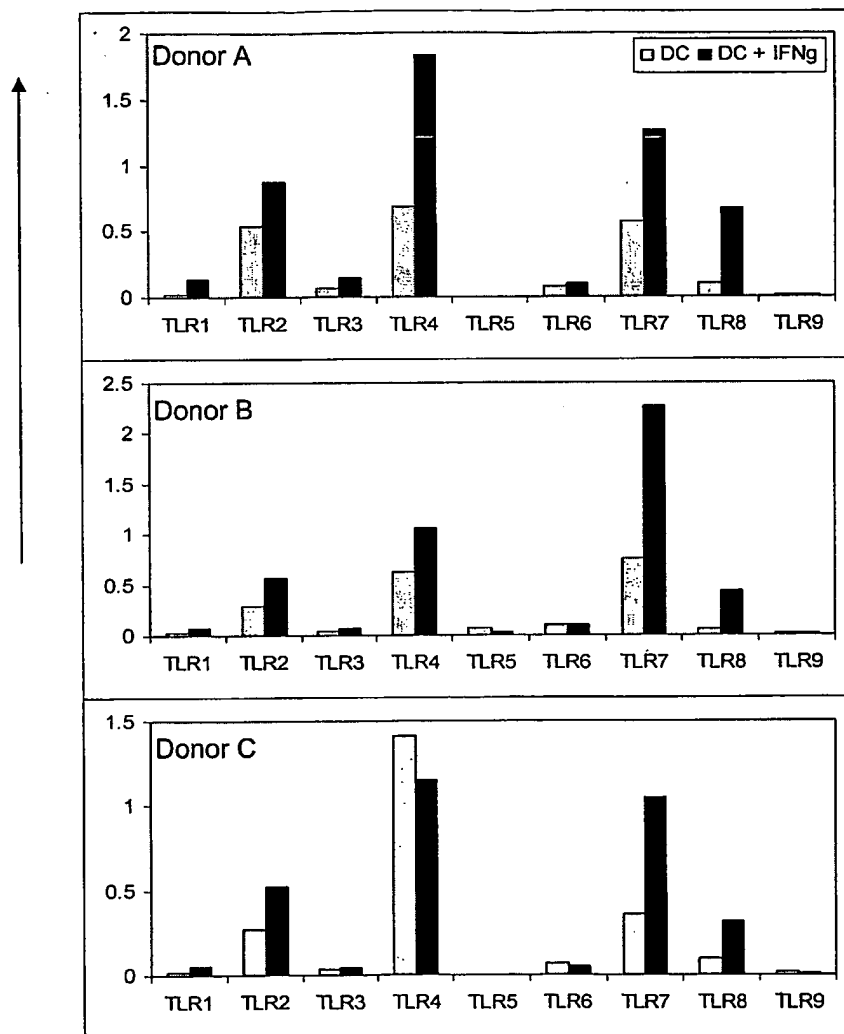 2
Donor A
DC DC + IFNg
1.5
1
0.5
0
TLR1 TLR2 TLR3 TLR4 TLR5 TLR6 TLR7 TLR8 TLR9
2.5
Donor B
2
1.5
1
0.5
0
TLR1 TLR2 TLR3 TLR4 TLR5 TLR6 TLR7 TLR8 TLR9
1.5
Donor C
1
0.5
0
TLR1 TLR2 TLR3 TLR4 TLR5 TLR6 TLR7 TLR8 TLR9